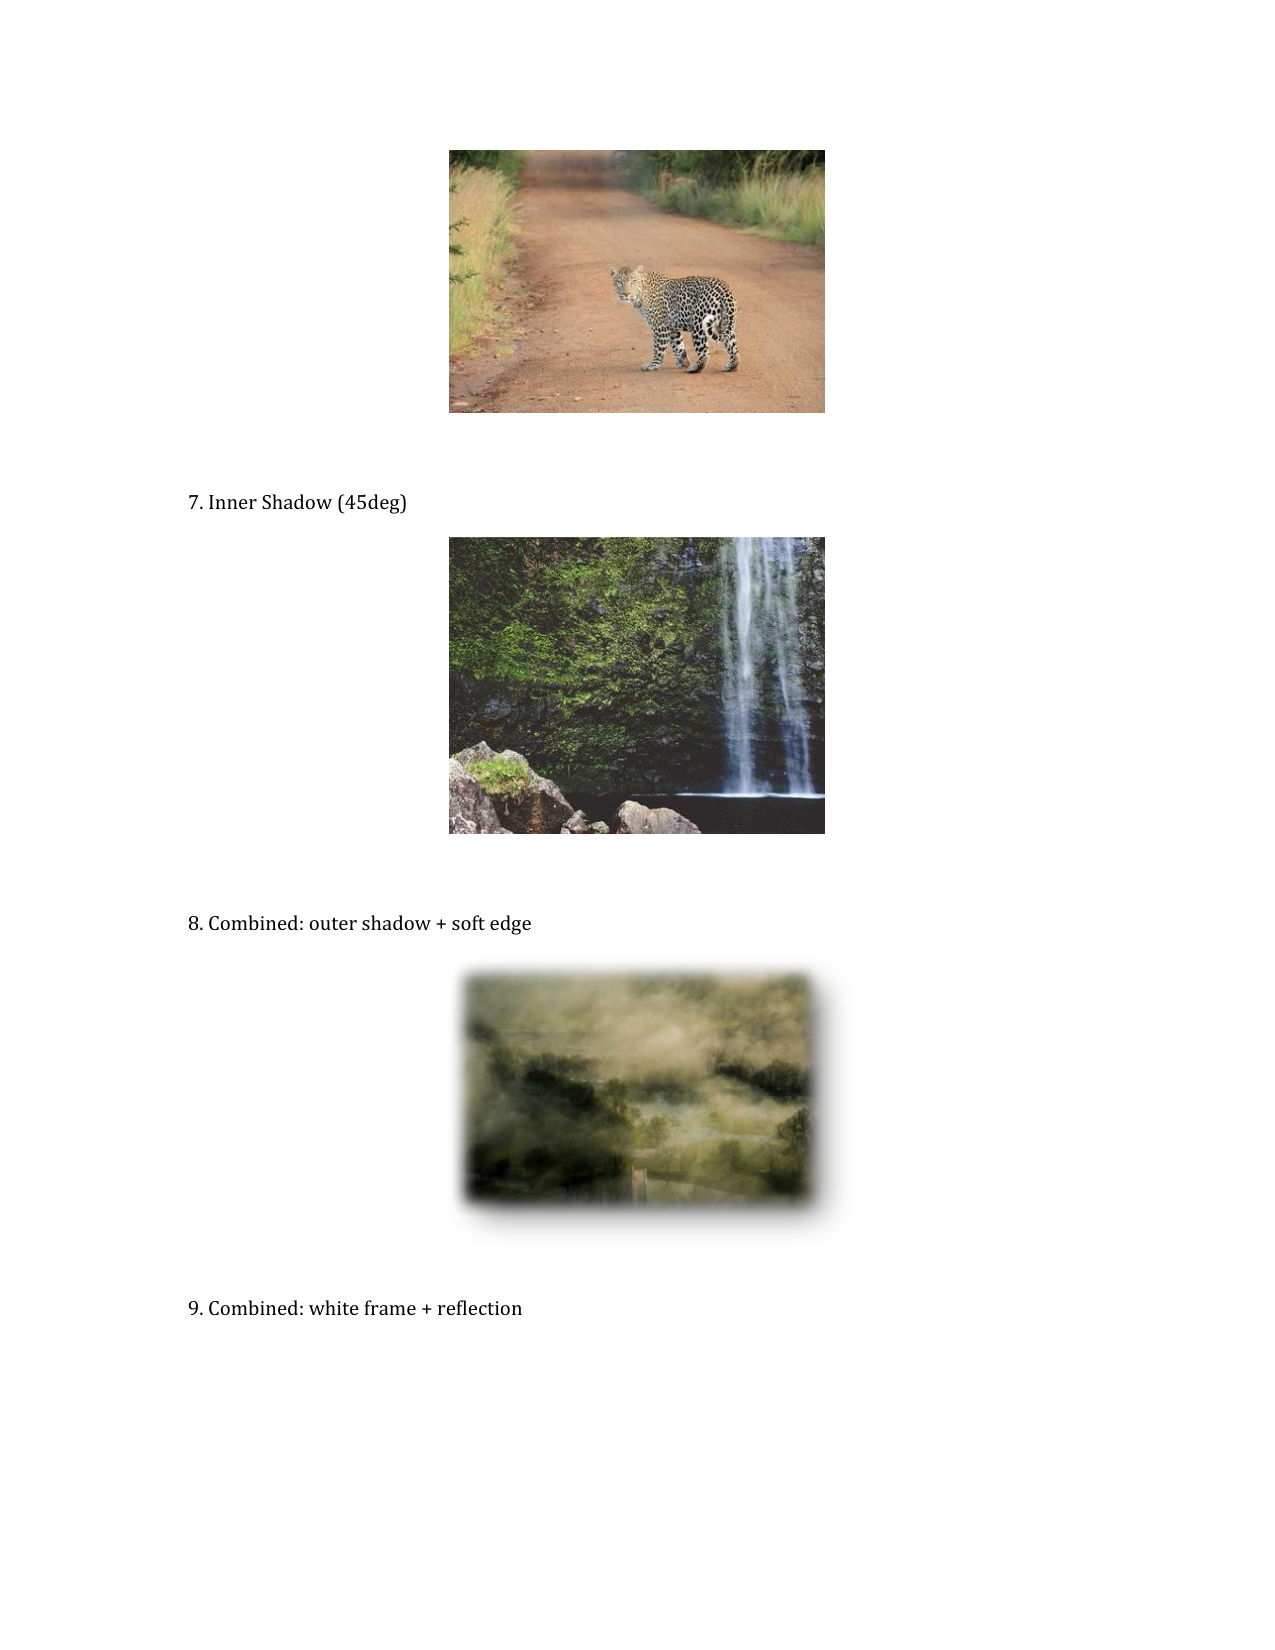 7. Inner Shadow (45deg)
8. Combined: outer shadow + soft edge
9. Combined: white frame + reflection